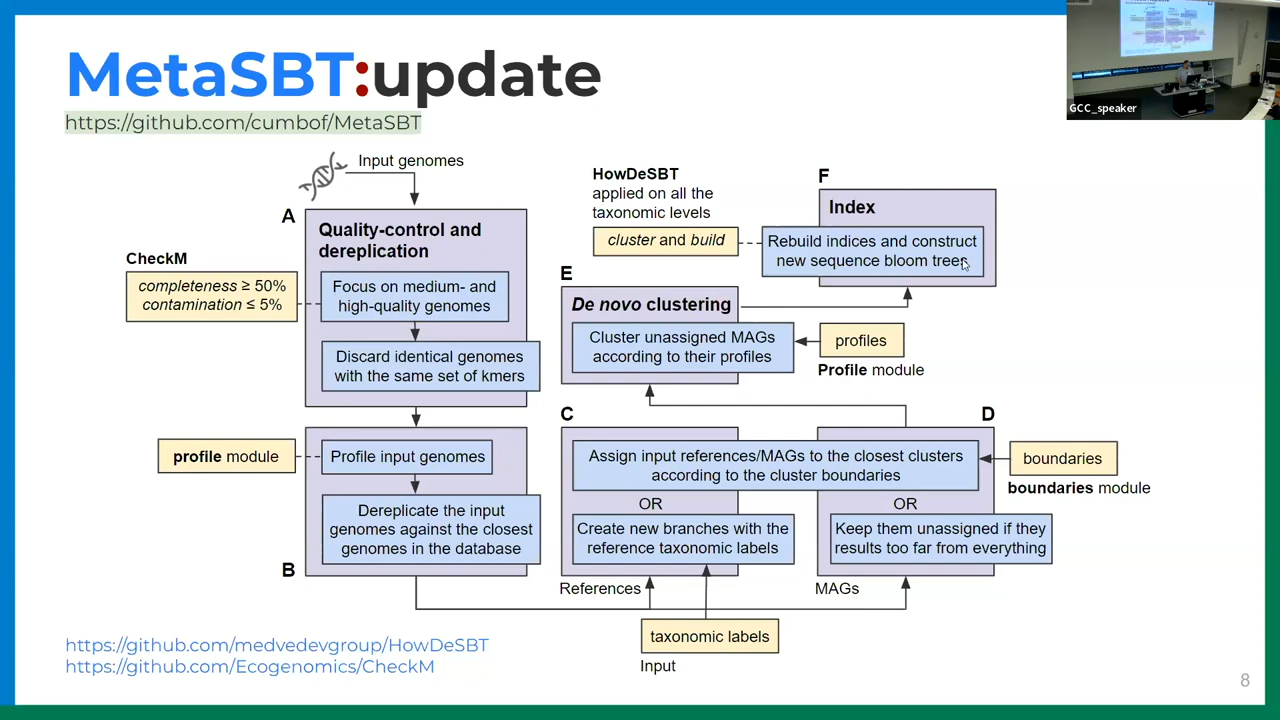 MetaSBT:update
https://github.com/cumbof/MetaSBT
GCC_speaker
Input genomes
A
Quality-control and
dereplication
CheckM
completeness ≥ 50%
contamination ≤ 5%
Focus on medium- and
high-quality genomes
Discard identical genomes
with the same set of kmers
profile module
Profile input genomes
Dereplicate the input
genomes against the closest
genomes in the database
B
HowDeSBT
applied on all the
taxonomic levels
cluster and build
F
Index
Rebuild indices and construct
new sequence bloom trees
E
De novo clustering
Cluster unassigned MAGs
according to their profiles
profiles
Profile module
C
D
Assign input references/MAGs to the closest clusters
according to the cluster boundaries
boundaries
boundaries module
OR
OR
Create new branches with the
reference taxonomic labels
Keep them unassigned if they
results too far from everything
References
MAGs
taxonomic labels
Input
https://github.com/medvedevgroup/HowDeSBT
https://github.com/Ecogenomics/CheckM
8